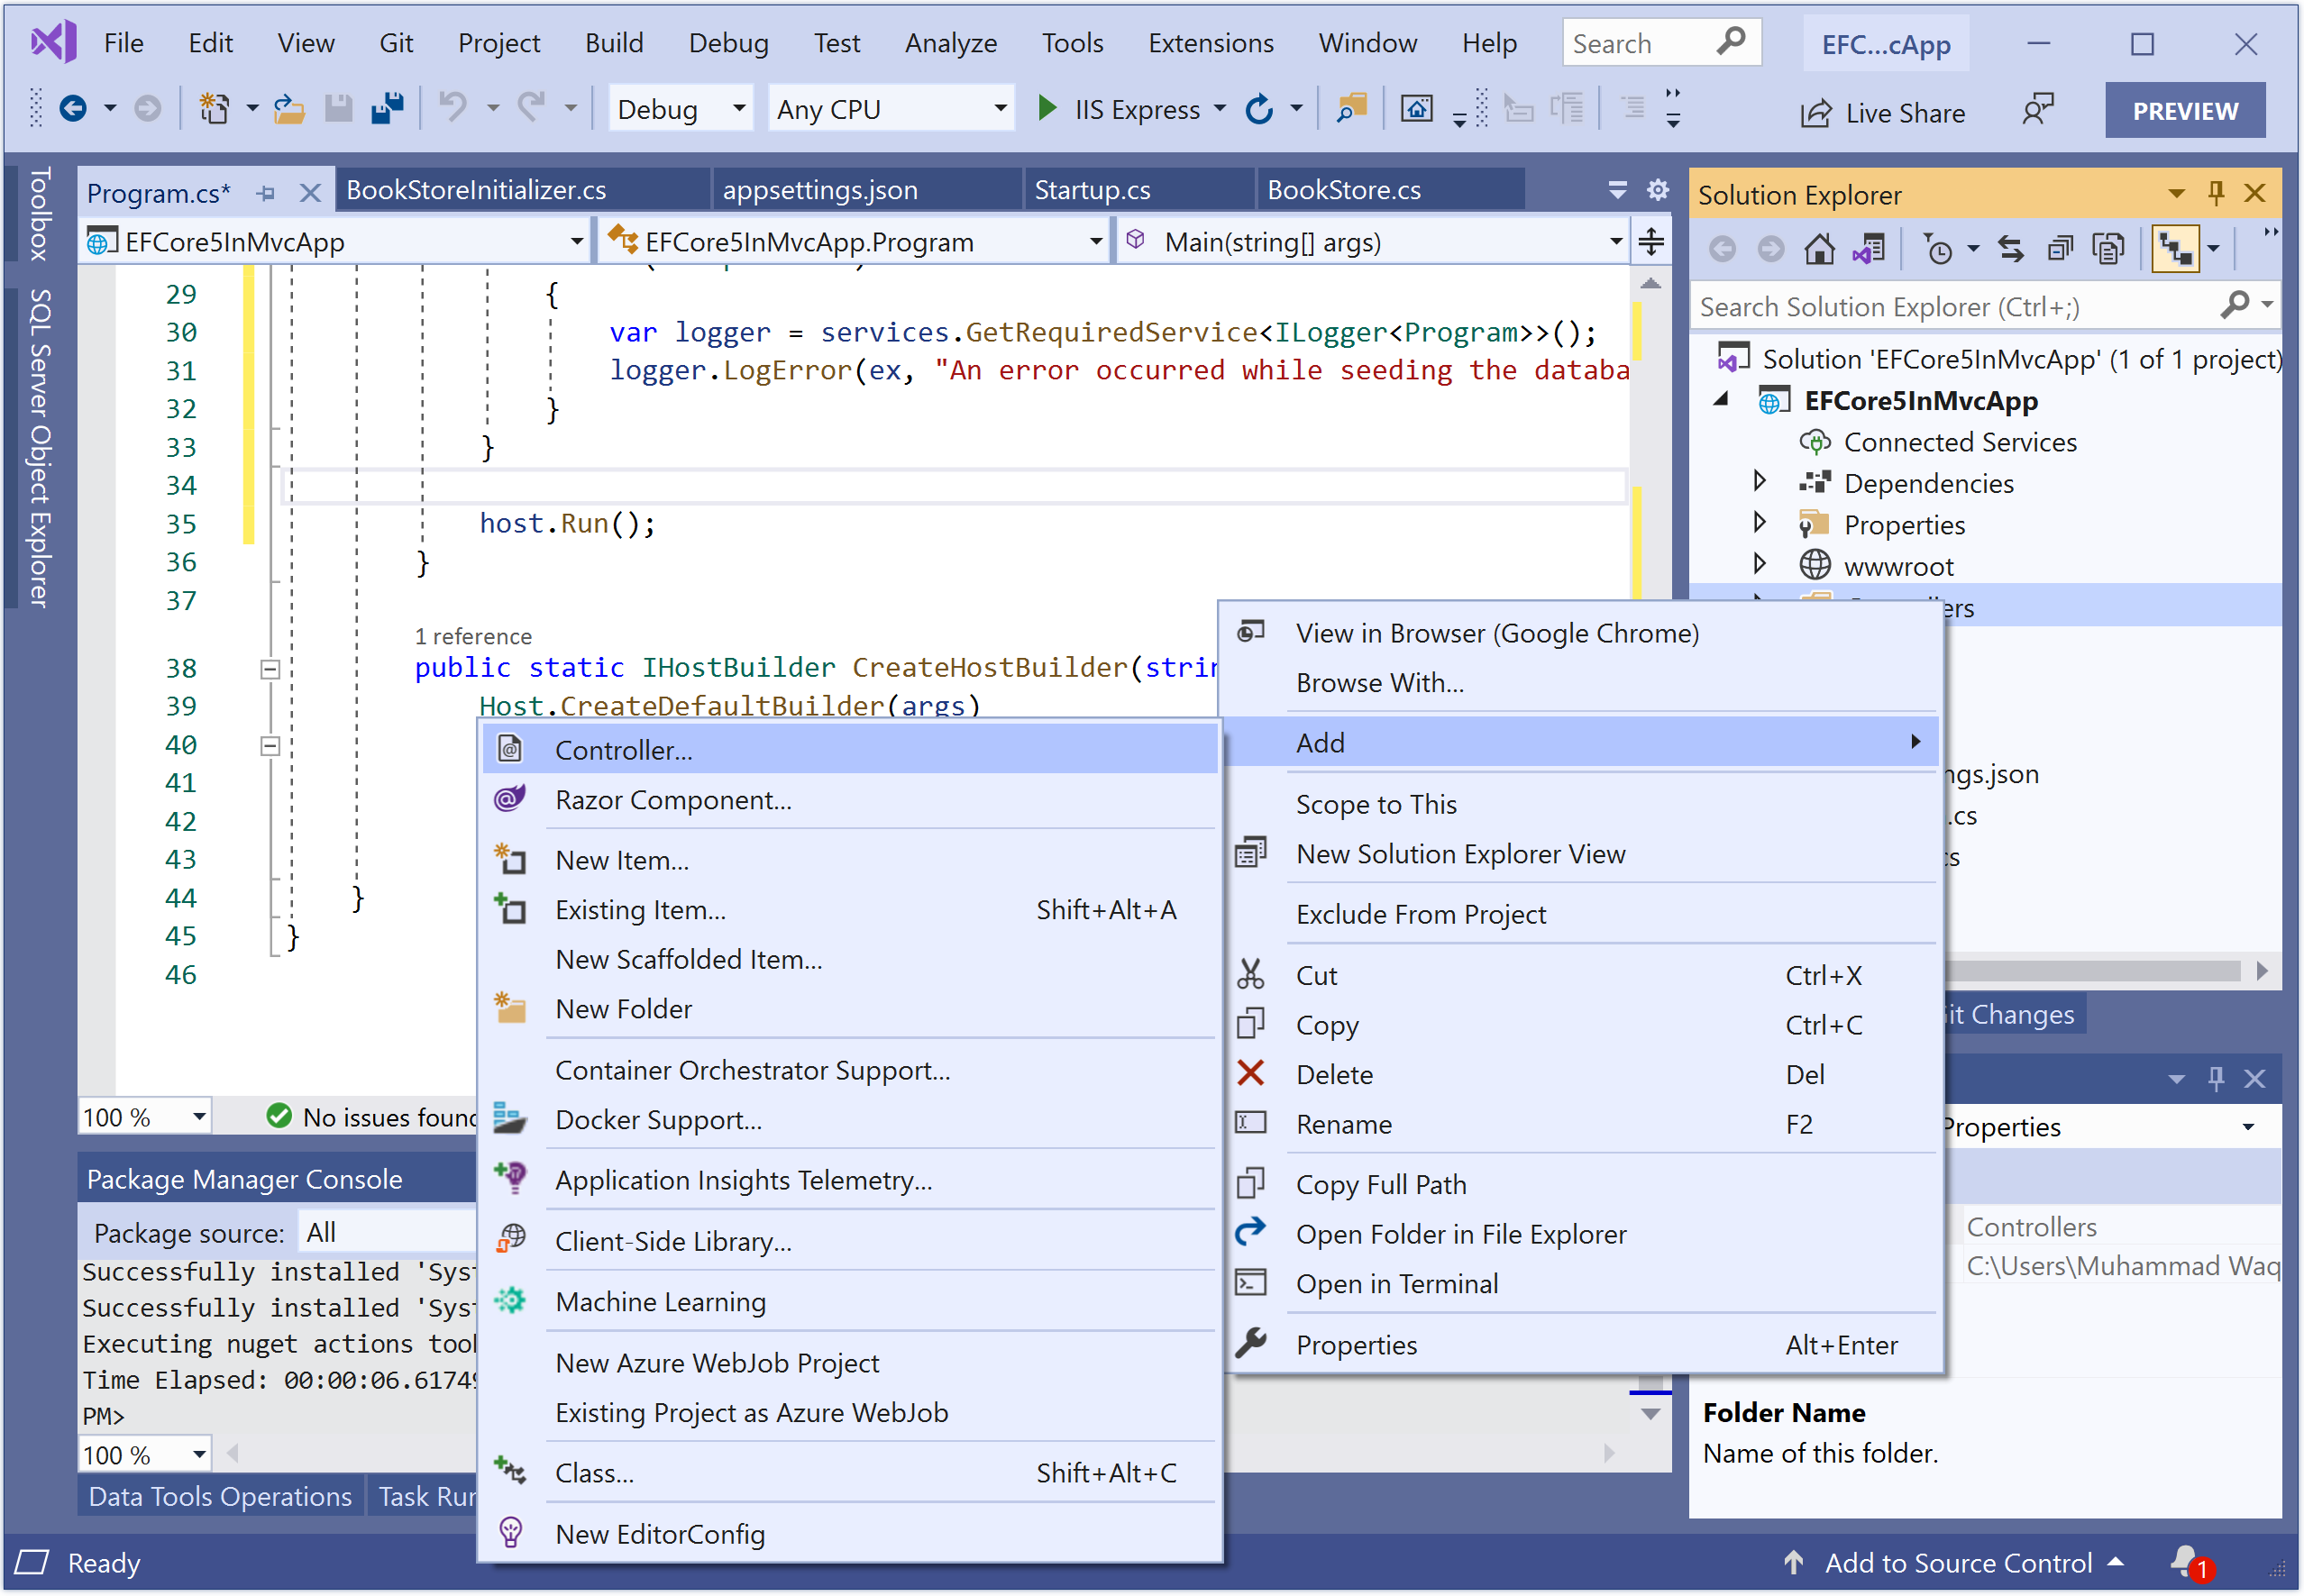 File Edit View Git Project Build Debug Test Analyze Tools Extensions Window Help Search EFC...cApp
Debug Any CPU IIS Express Live Share PREVIEW
Toolbox
SQL Server Object Explorer
Program.cs* BookStoreInitializer.cs appsettings.json Startup.cs BookStore.cs
EFCore5InMvcApp EFCore5InMvcApp.Program Main(string[] args)
29 {
30 var logger = services.GetRequiredService<ILogger<Program>>();
31 logger.LogError(ex, "An error occurred while seeding the databa
32 }
33 }
34
35 host.Run();
36 }
37
1 reference
38 public static IHostBuilder CreateHostBuilder(strin
39 Host.CreateDefaultBuilder(args)
40
41
42
43
44 }
45 }
46
100 % No issues found
Package Manager Console
Package source: All
Successfully installed 'Syst
Successfully installed 'Syst
Executing nuget actions took
Time Elapsed: 00:00:06.61749
PM>
100 %
Data Tools Operations Task Run
Controller...
Razor Component...
New Item...
Existing Item... Shift+Alt+A
New Scaffolded Item...
New Folder
Container Orchestrator Support...
Docker Support...
Application Insights Telemetry...
Client-Side Library...
Machine Learning
New Azure WebJob Project
Existing Project as Azure WebJob
Class... Shift+Alt+C
New EditorConfig
View in Browser (Google Chrome)
Browse With...
Add
Scope to This
New Solution Explorer View
Exclude From Project
Cut Ctrl+X
Copy Ctrl+C
Delete Del
Rename F2
Copy Full Path
Open Folder in File Explorer
Open in Terminal
Properties Alt+Enter
Solution Explorer
Search Solution Explorer (Ctrl+;)
Solution 'EFCore5InMvcApp' (1 of 1 project)
EFCore5InMvcApp
Connected Services
Dependencies
Properties
wwwroot
ers
ngs.json
.cs
cs
it Changes
Properties
Controllers
C:\Users\Muhammad Waq
Folder Name
Name of this folder.
Ready Add to Source Control 1